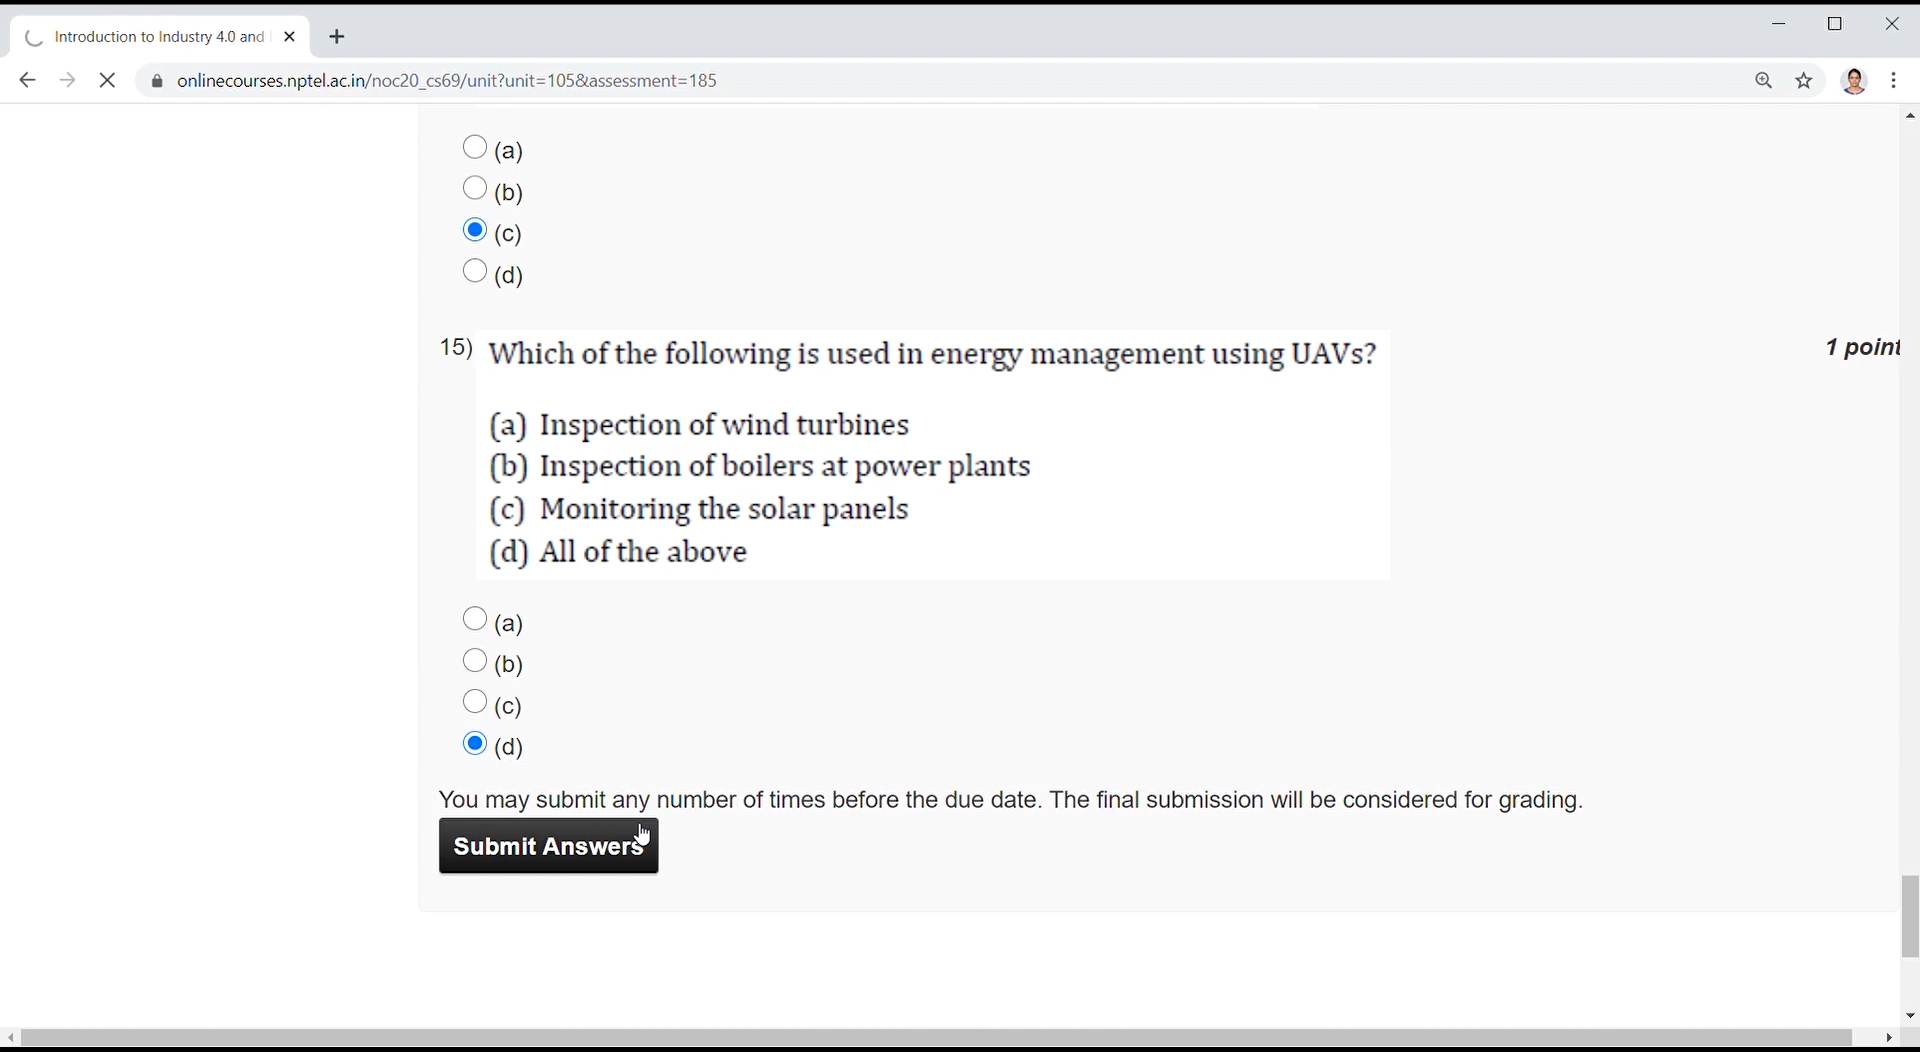 Introduction to Industry 4.0 and
onlinecourses.nptel.ac.in/noc20_cs69/unit?unit=105&assessment=185
(a)
(b)
(c)
(d)
15) Which of the following is used in energy management using UAVs?
1 point
(a) Inspection of wind turbines
(b) Inspection of boilers at power plants
(c) Monitoring the solar panels
(d) All of the above
(a)
(b)
(c)
(d)
You may submit any number of times before the due date. The final submission will be considered for grading.
Submit Answers